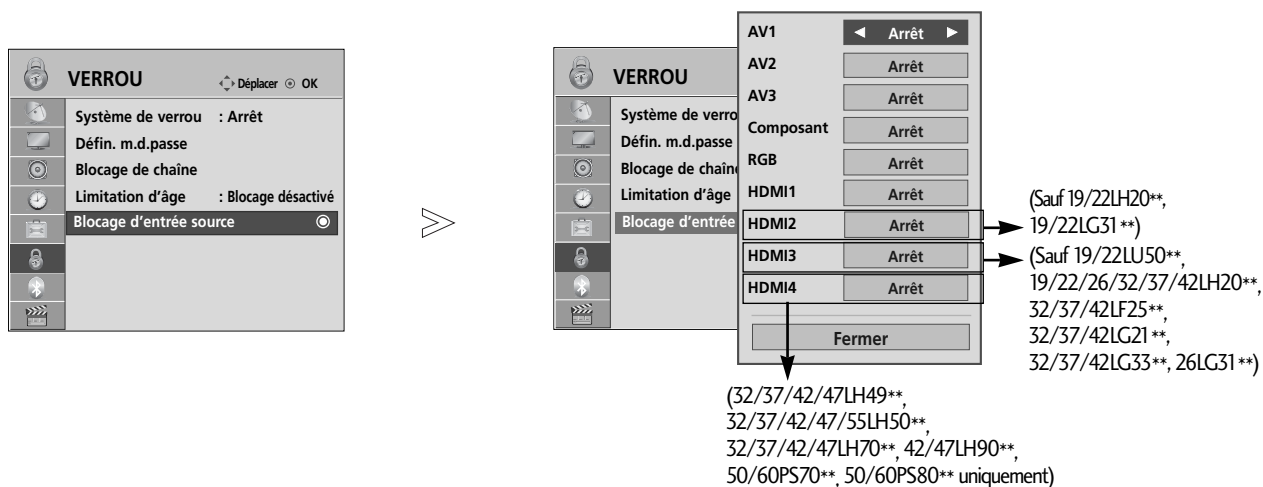 VERROU
Déplacer OK
Système de verrou : Arrêt
Défin. m.d.passe
Blocage de chaîne
Limitation d'âge : Blocage désactivé
Blocage d'entrée source
VERROU
Système de verro
Défin. m.d.passe
Blocage de chaîn
Limitation d'âge
Blocage d'entrée
AV1 ◄ Arrêt ►
AV2 Arrêt
AV3 Arrêt
Composant Arrêt
RGB Arrêt
HDMI1 Arrêt
HDMI2 Arrêt
HDMI3 Arrêt
HDMI4 Arrêt
Fermer
(Sauf 19/22LH20**,
19/22LG31**)
(Sauf 19/22LU50**,
19/22/26/32/37/42LH20**,
32/37/42LF25**,
32/37/42LG21**,
32/37/42LG33**, 26LG31**)
(32/37/42/47LH49**,
32/37/42/47/55LH50**,
32/37/42/47LH70**, 42/47LH90**,
50/60PS70**, 50/60PS80** uniquement)